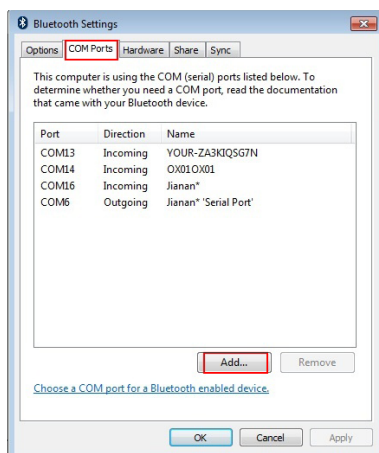 Bluetooth Settings
Options COM Ports Hardware Share Sync
This computer is using the COM (serial) ports listed below. To
determine whether you need a COM port, read the documentation
that came with your Bluetooth device.
Port Direction Name
COM13 Incoming YOUR-ZA3KIQSG7N
COM14 Incoming OX01OX01
COM16 Incoming Jianan*
COM6 Outgoing Jianan* 'Serial Port'
Add... Remove
Choose a COM port for a Bluetooth enabled device.
OK Cancel Apply